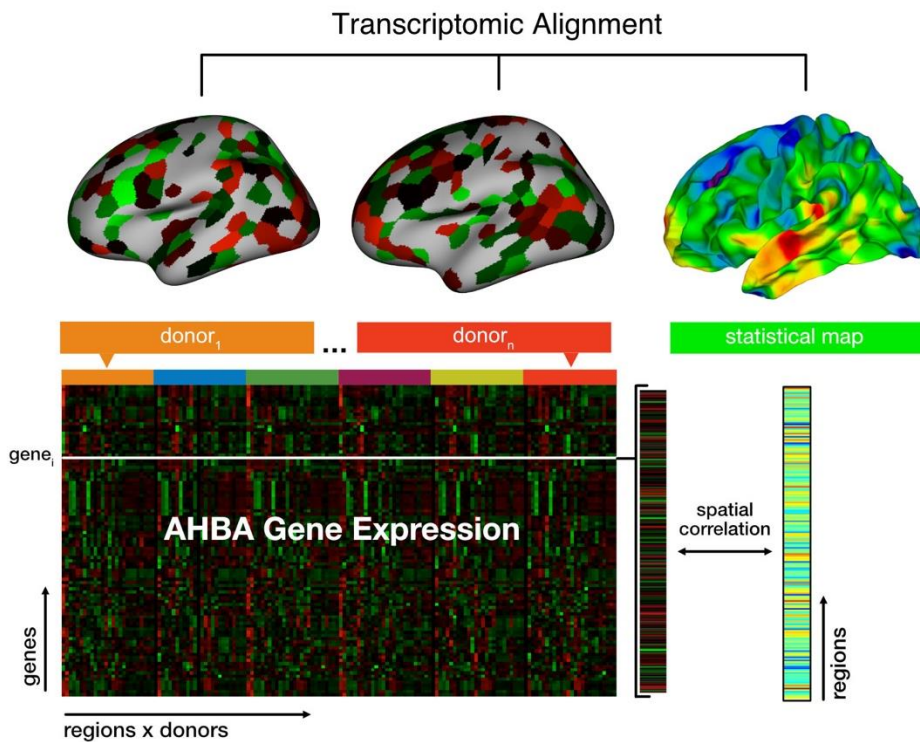 Transcriptomic Alignment
donor1
...
donorn
statistical map
genei
AHBA Gene Expression
spatial
correlation
genes
regions
regions x donors